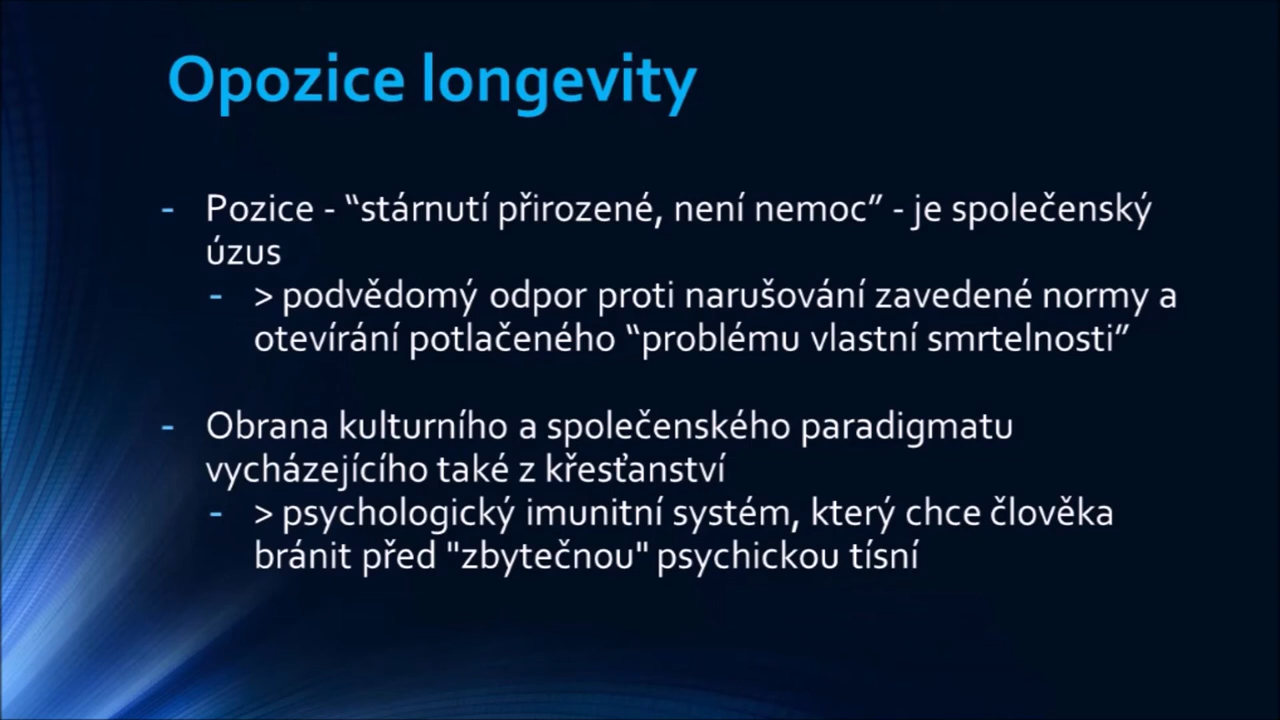 Opozice longevity
- Pozice - “stárnutí přirozené, není nemoc” - je společenský
úzus
- > podvědomý odpor proti narušování zavedené normy a
otevírání potlačeného “problému vlastní smrtelnosti”
- Obrana kulturního a společenského paradigmatu
vycházejícího také z křesťanství
- > psychologický imunitní systém, který chce člověka
bránit před "zbytečnou" psychickou tísní